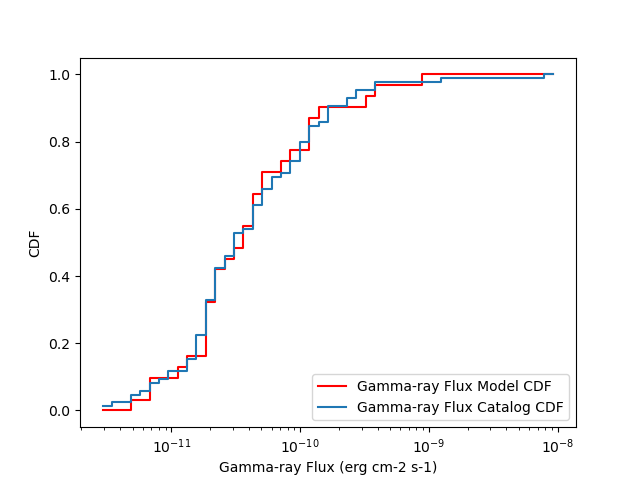 1.0
0.8
0.6
0.4
0.2
0.0
CDF
10⁻¹¹
10⁻¹⁰
10⁻⁹
10⁻⁸
Gamma-ray Flux (erg cm-2 s-1)
Gamma-ray Flux Model CDF
Gamma-ray Flux Catalog CDF